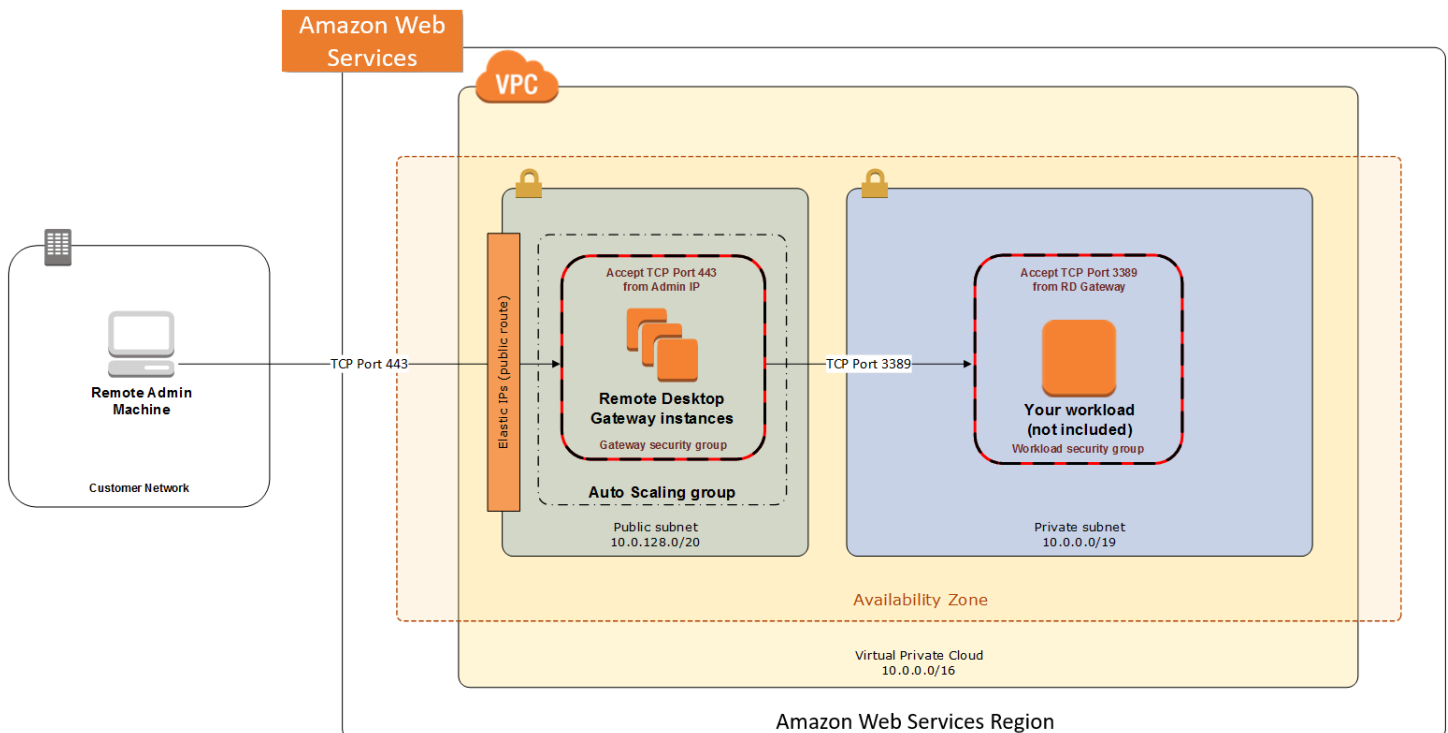 Amazon Web
Services
VPC
Accept TCP Port 443
from Admin IP
Accept TCP Port 3389
from RD Gateway
Elastic IPs (public route)
TCP Port 443
TCP Port 3389
Remote Admin
Machine
Remote Desktop
Gateway instances
Your workload
(not included)
Gateway security group
Workload security group
Customer Network
Auto Scaling group
Public subnet
10.0.128.0/20
Private subnet
10.0.0.0/19
Availability Zone
Virtual Private Cloud
10.0.0.0/16
Amazon Web Services Region